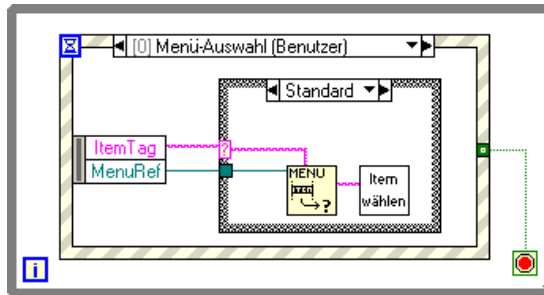 [0] Menü-Auswahl (Benutzer)
Standard
ItemTag
?
MenuRef
MENU
ITEM
?
Item
wählen
i